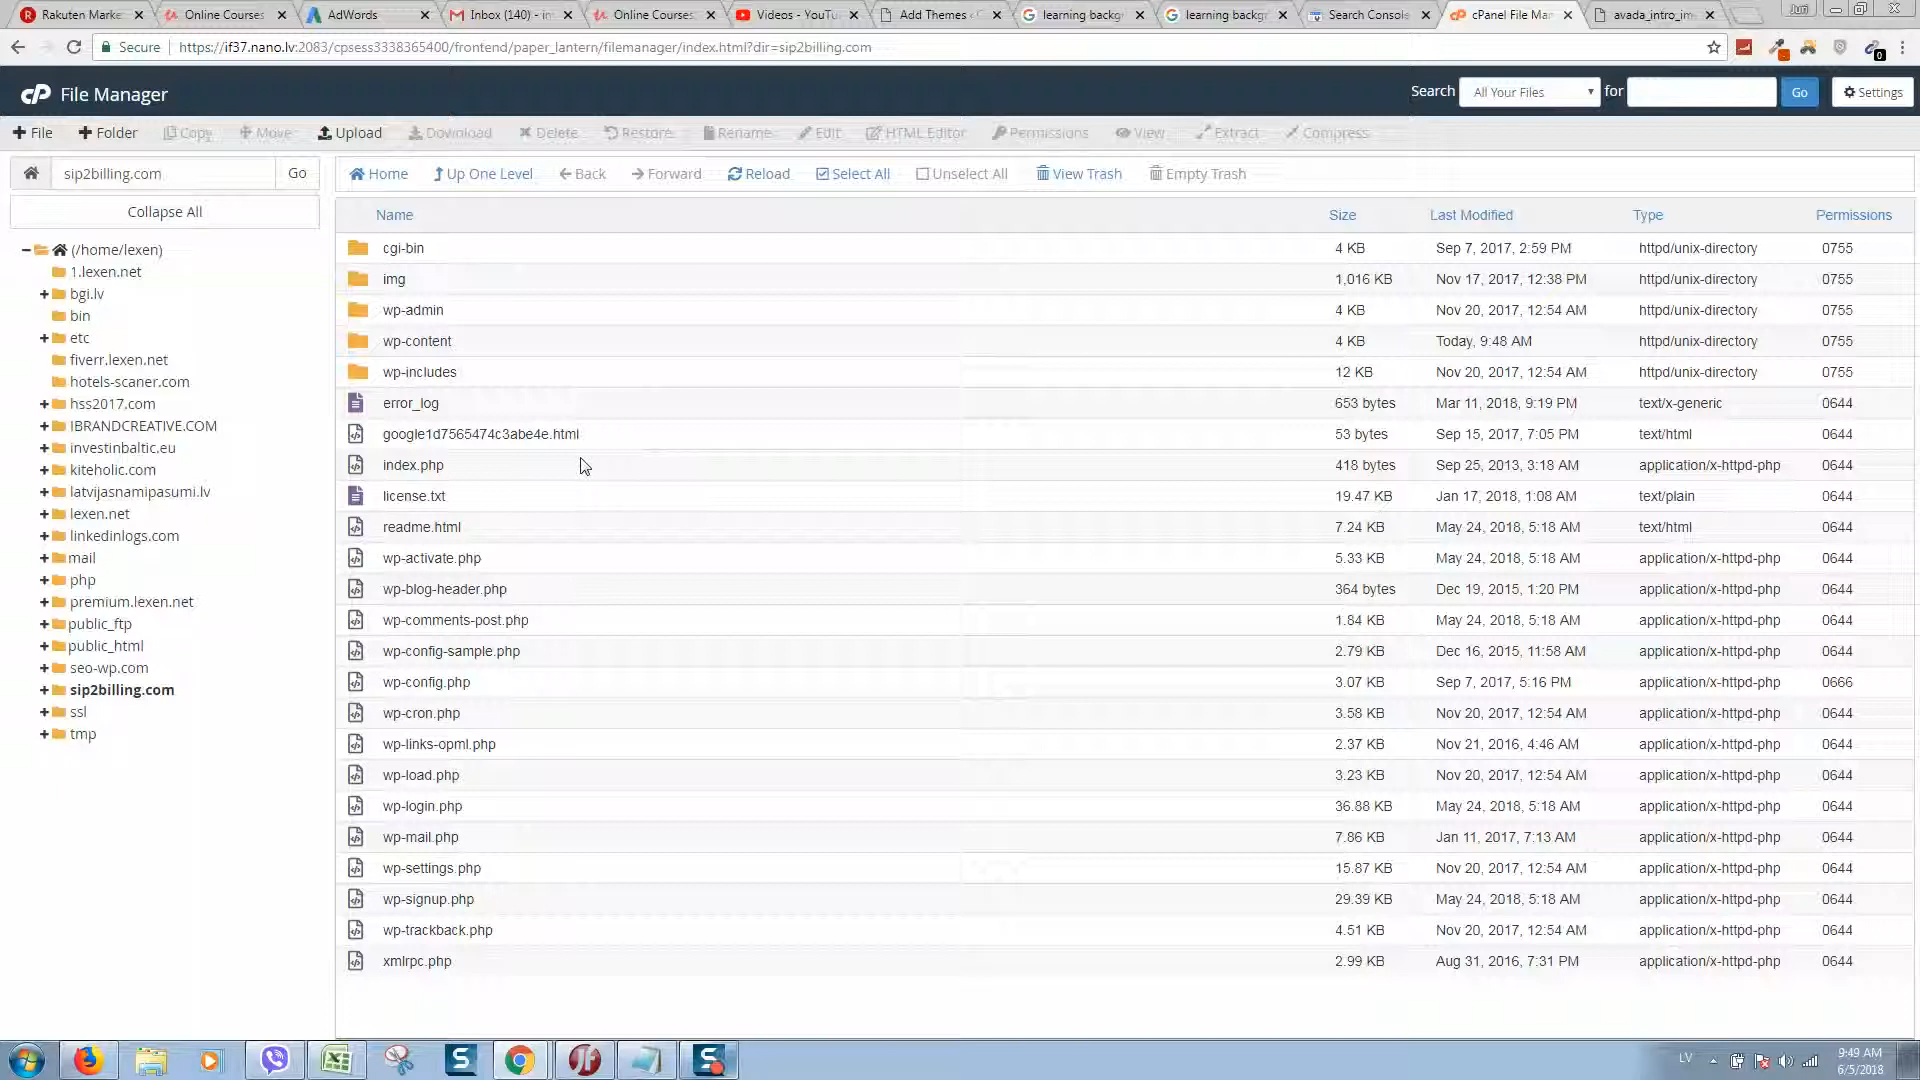 Rakuten Marke
Online Courses
AdWords
Inbox (140) - in
Online Courses
Videos - YouTu
Add Themes ‹
learning backg
learning backg
Search Console
cPanel File Man
avada_intro_im
Juri
Secure
https://if37.nano.lv:2083/cpsess3338365400/frontend/paper_lantern/filemanager/index.html?dir=sip2billing.com
0
cP File Manager
Search All Your Files for Go Settings
File Folder Copy Move Upload Download Delete Restore Rename Edit HTML Editor Permissions View Extract Compress
sip2billing.com Go
Home Up One Level Back Forward Reload Select All Unselect All View Trash Empty Trash
Collapse All
(/home/lexen)
1.lexen.net
bgi.lv
bin
etc
fiverr.lexen.net
hotels-scaner.com
hss2017.com
IBRANDCREATIVE.COM
investinbaltic.eu
kiteholic.com
latvijasnamipasumi.lv
lexen.net
linkedinlogs.com
mail
php
premium.lexen.net
public_ftp
public_html
seo-wp.com
sip2billing.com
ssl
tmp
Name Size Last Modified Type Permissions
cgi-bin 4 KB Sep 7, 2017, 2:59 PM httpd/unix-directory 0755
img 1,016 KB Nov 17, 2017, 12:38 PM httpd/unix-directory 0755
wp-admin 4 KB Nov 20, 2017, 12:54 AM httpd/unix-directory 0755
wp-content 4 KB Today, 9:48 AM httpd/unix-directory 0755
wp-includes 12 KB Nov 20, 2017, 12:54 AM httpd/unix-directory 0755
error_log 653 bytes Mar 11, 2018, 9:19 PM text/x-generic 0644
google1d7565474c3abe4e.html 53 bytes Sep 15, 2017, 7:05 PM text/html 0644
index.php 418 bytes Sep 25, 2013, 3:18 AM application/x-httpd-php 0644
license.txt 19.47 KB Jan 17, 2018, 1:08 AM text/plain 0644
readme.html 7.24 KB May 24, 2018, 5:18 AM text/html 0644
wp-activate.php 5.33 KB May 24, 2018, 5:18 AM application/x-httpd-php 0644
wp-blog-header.php 364 bytes Dec 19, 2015, 1:20 PM application/x-httpd-php 0644
wp-comments-post.php 1.84 KB May 24, 2018, 5:18 AM application/x-httpd-php 0644
wp-config-sample.php 2.79 KB Dec 16, 2015, 11:58 AM application/x-httpd-php 0644
wp-config.php 3.07 KB Sep 7, 2017, 5:16 PM application/x-httpd-php 0666
wp-cron.php 3.58 KB Nov 20, 2017, 12:54 AM application/x-httpd-php 0644
wp-links-opml.php 2.37 KB Nov 21, 2016, 4:46 AM application/x-httpd-php 0644
wp-load.php 3.23 KB Nov 20, 2017, 12:54 AM application/x-httpd-php 0644
wp-login.php 36.88 KB May 24, 2018, 5:18 AM application/x-httpd-php 0644
wp-mail.php 7.86 KB Jan 11, 2017, 7:13 AM application/x-httpd-php 0644
wp-settings.php 15.87 KB Nov 20, 2017, 12:54 AM application/x-httpd-php 0644
wp-signup.php 29.39 KB May 24, 2018, 5:18 AM application/x-httpd-php 0644
wp-trackback.php 4.51 KB Nov 20, 2017, 12:54 AM application/x-httpd-php 0644
xmlrpc.php 2.99 KB Aug 31, 2016, 7:31 PM application/x-httpd-php 0644
LV
9:49 AM
6/5/2018